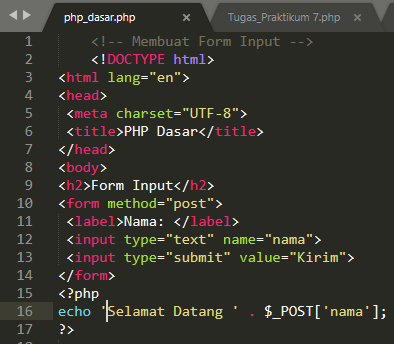 php_dasar.php × Tugas_Praktikum 7.php ×
1 <!-- Membuat Form Input -->
2 <!DOCTYPE html>
3 <html lang="en">
4 <head>
5 <meta charset="UTF-8">
6 <title>PHP Dasar</title>
7 </head>
8 <body>
9 <h2>Form Input</h2>
10 <form method="post">
11 <label>Nama: </label>
12 <input type="text" name="nama">
13 <input type="submit" value="Kirim">
14 </form>
15 <?php
16 echo 'Selamat Datang ' . $_POST['nama'];
17 ?>